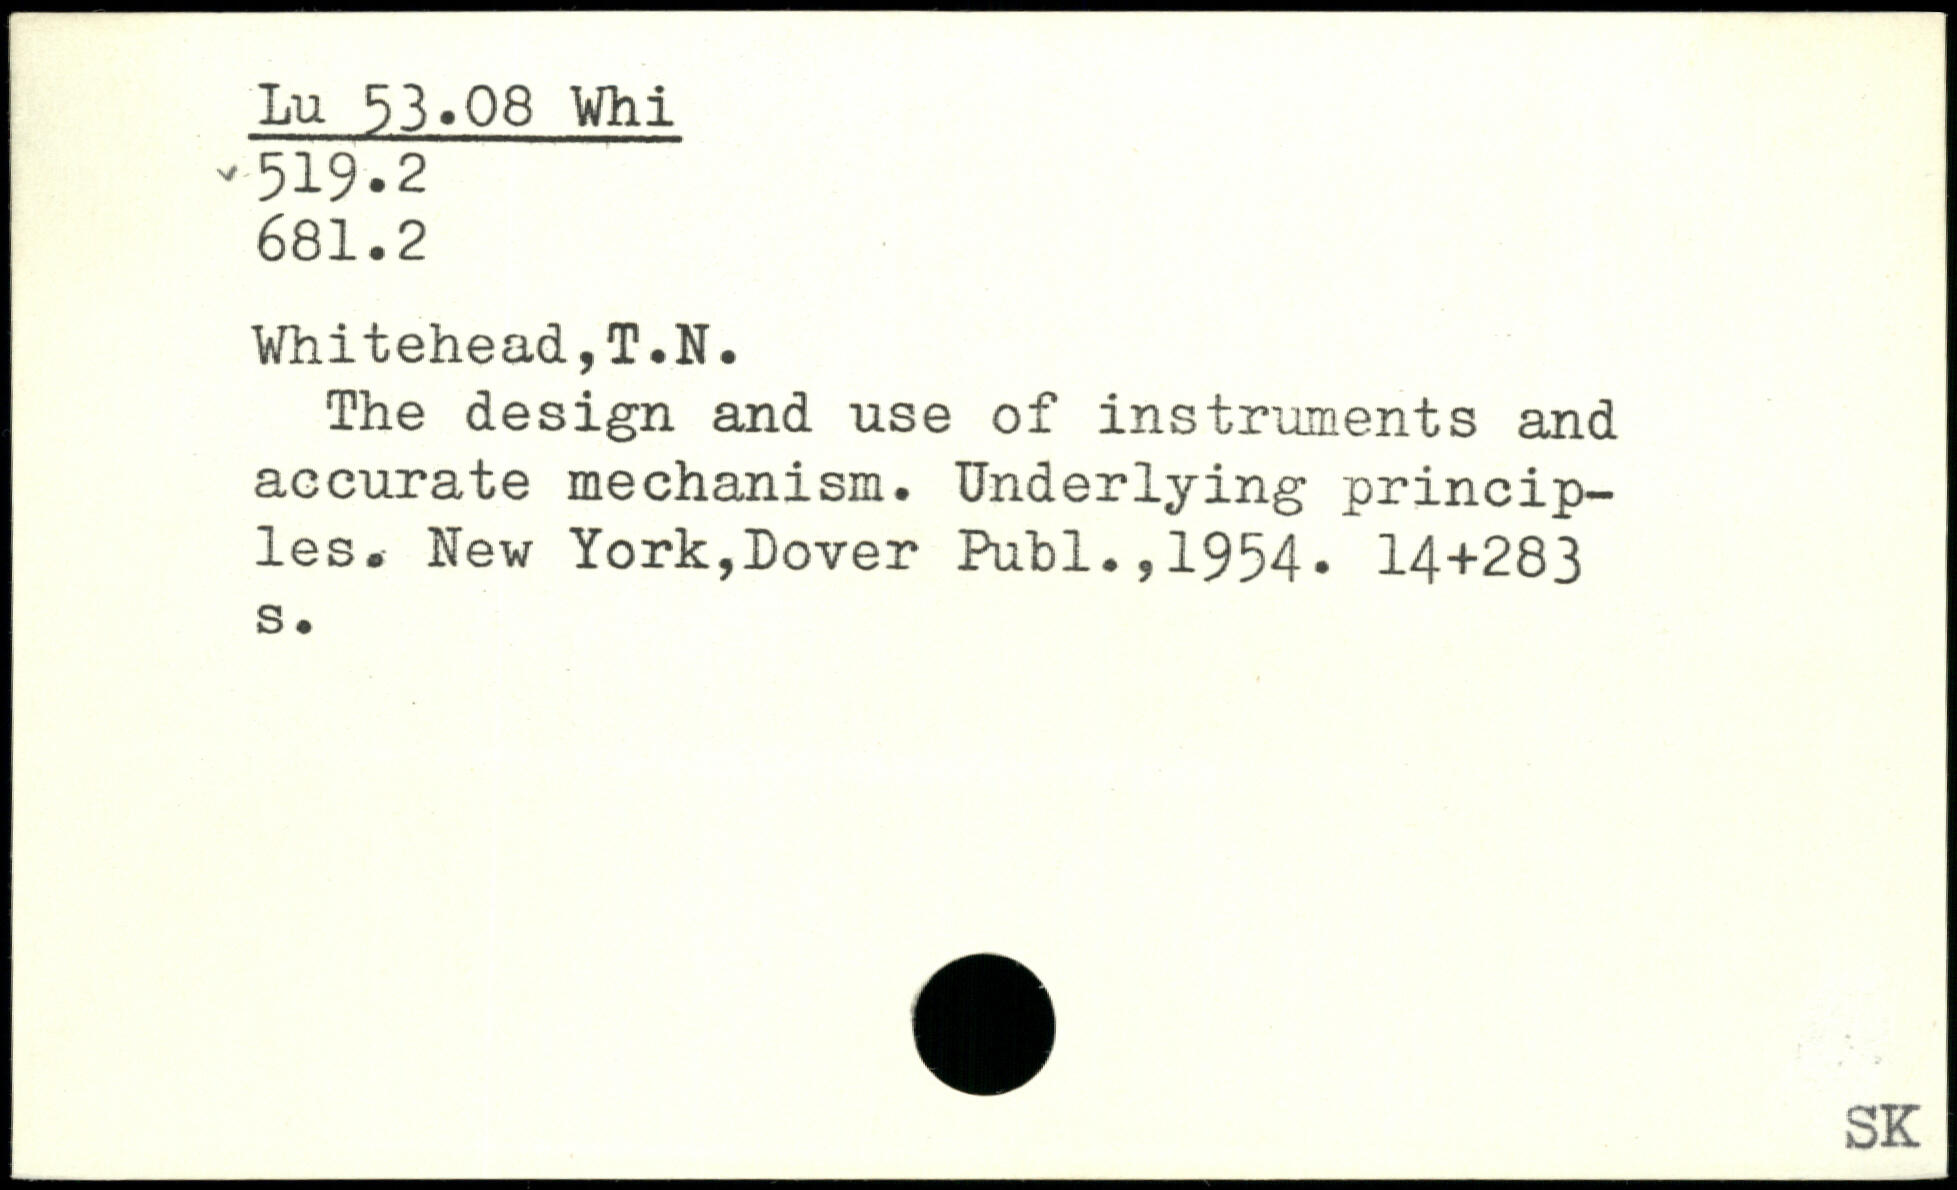 Lu 53.08 Whi
519.2
681.2
Whitehead,T.N.
The design and use of instruments and
accurate mechanism. Underlying princip-
les. New York,Dover Publ.,1954. 14+283
s.
SK